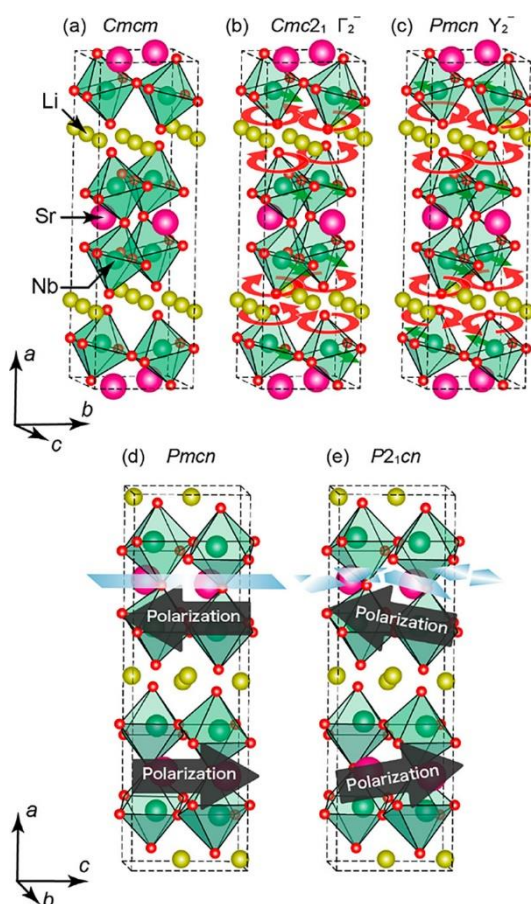 (a) Cmcm
(b) Cmc2₁ Γ₂⁻
(c) Pmcn Y₂⁻
Li
Sr
Nb
a
b
c
(d) Pmcn
(e) P2₁cn
Polarization
Polarization
Polarization
Polarization
a
c
b